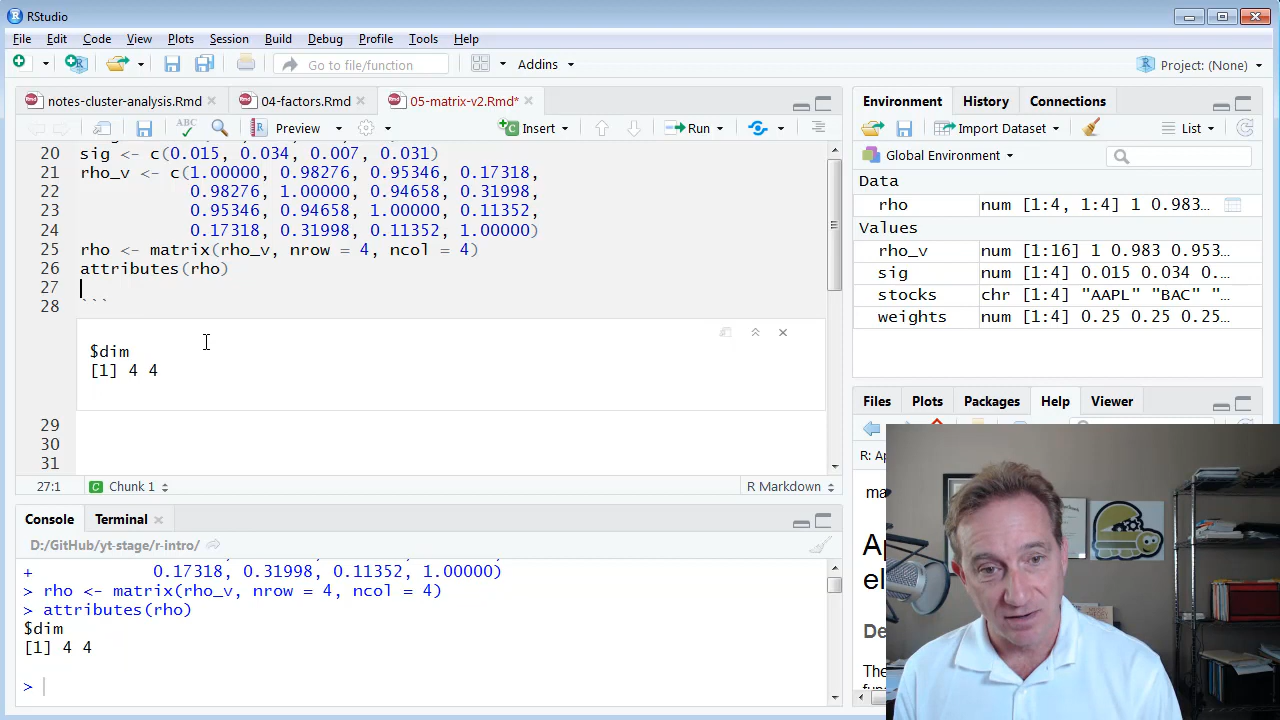 RStudio
File Edit Code View Plots Session Build Debug Profile Tools Help
Go to file/function Addins Project: (None)
notes-cluster-analysis.Rmd 04-factors.Rmd 05-matrix-v2.Rmd*
ABC Preview Insert Run
20 sig <- c(0.015, 0.034, 0.007, 0.031)
21 rho_v <- c(1.00000, 0.98276, 0.95346, 0.17318,
22 0.98276, 1.00000, 0.94658, 0.31998,
23 0.95346, 0.94658, 1.00000, 0.11352,
24 0.17318, 0.31998, 0.11352, 1.00000)
25 rho <- matrix(rho_v, nrow = 4, ncol = 4)
26 attributes(rho)
27
28 ```
$dim
[1] 4 4
29
30
31
27:1 Chunk 1 R Markdown
Console Terminal
D:/GitHub/yt-stage/r-intro/
+ 0.17318, 0.31998, 0.11352, 1.00000)
> rho <- matrix(rho_v, nrow = 4, ncol = 4)
> attributes(rho)
$dim
[1] 4 4
>
Environment History Connections
Import Dataset List
Global Environment
Data
rho num [1:4, 1:4] 1 0.983…
Values
rho_v num [1:16] 1 0.983 0.953…
sig num [1:4] 0.015 0.034 0.…
stocks chr [1:4] "AAPL" "BAC" "…
weights num [1:4] 0.25 0.25 0.25…
Files Plots Packages Help Viewer
R: Ap
ma
Ap
el
De
The